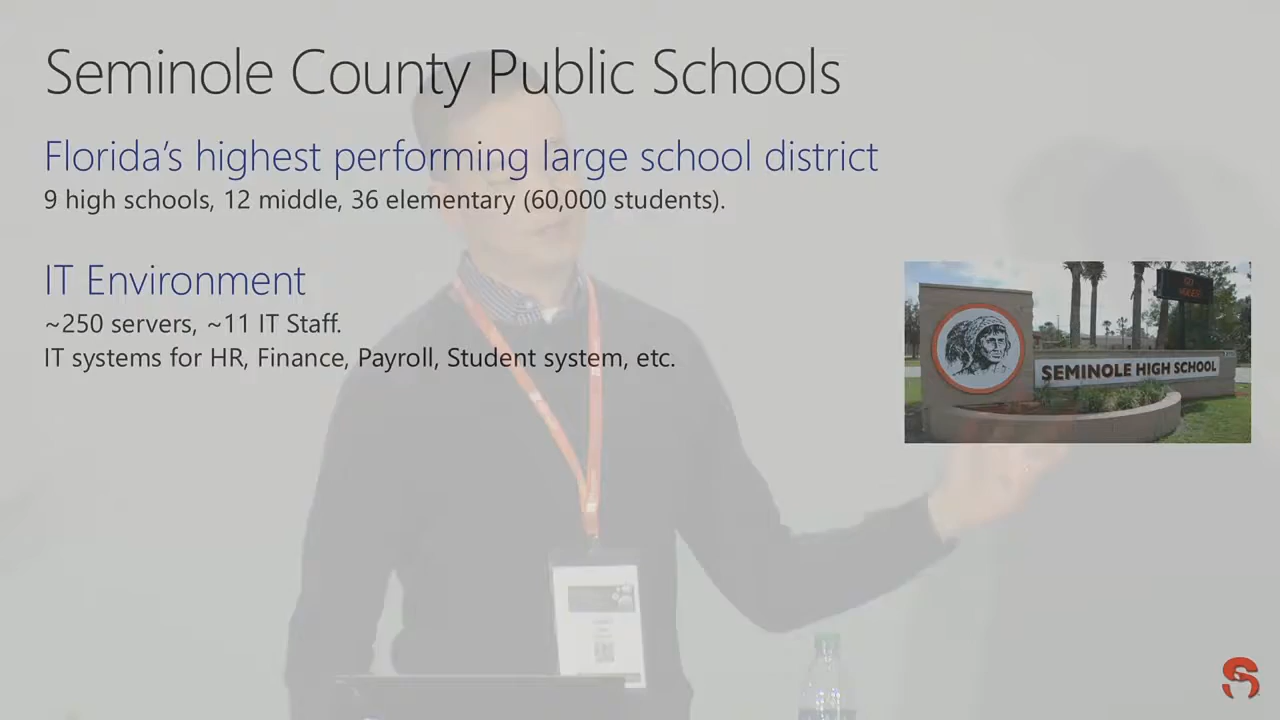 Seminole County Public Schools
Florida's highest performing large school district
9 high schools, 12 middle, 36 elementary (60,000 students).
IT Environment
~250 servers, ~11 IT Staff.
IT systems for HR, Finance, Payroll, Student system, etc.
SEMINOLE HIGH SCHOOL